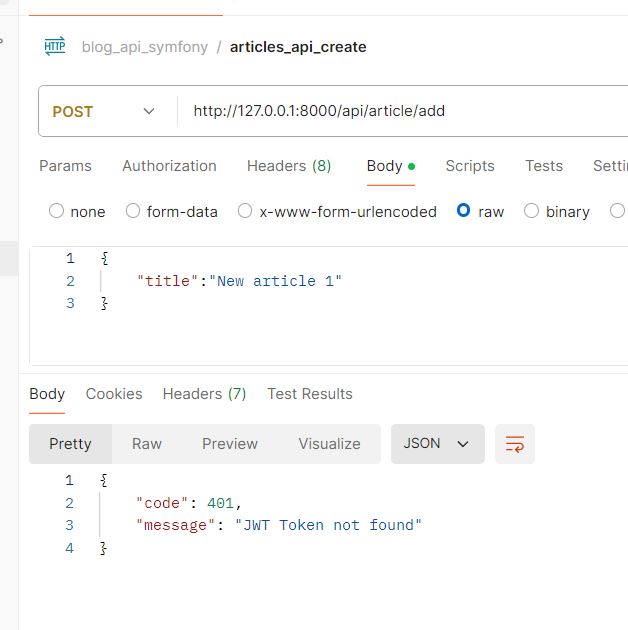 HTTP blog_api_symfony / articles_api_create
POST http://127.0.0.1:8000/api/article/add
Params Authorization Headers (8) Body Scripts Tests Setti
none form-data x-www-form-urlencoded raw binary
1 {
2 "title":"New article 1"
3 }
Body Cookies Headers (7) Test Results
Pretty Raw Preview Visualize JSON
1 {
2 "code": 401,
3 "message": "JWT Token not found"
4 }